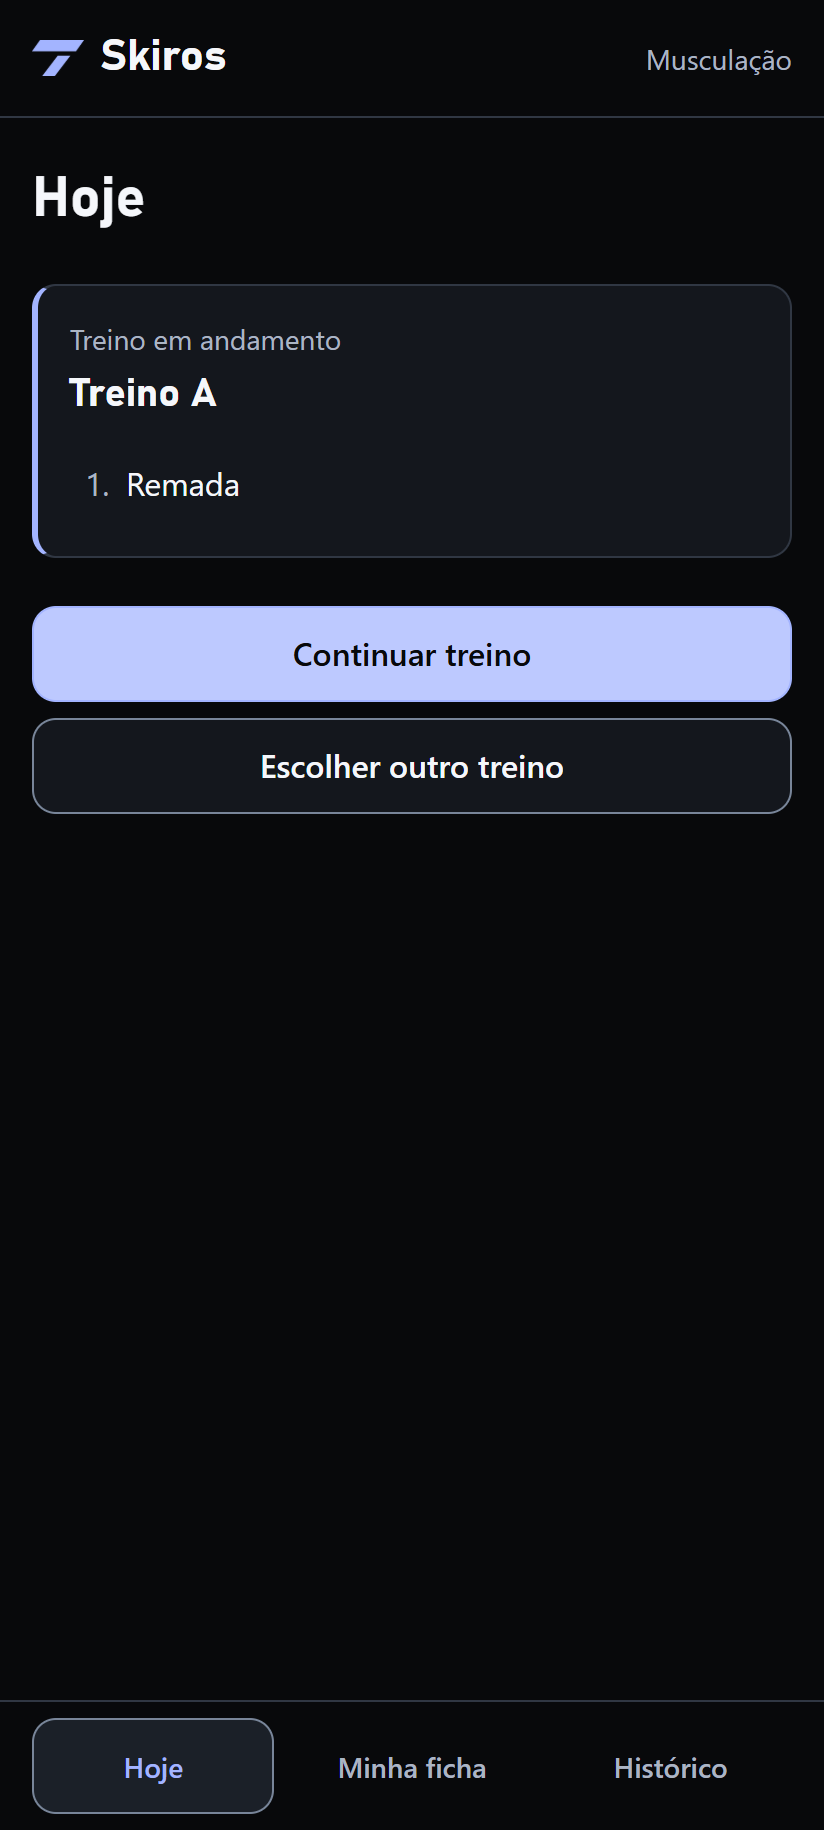 Skiros
Musculação
Hoje
Treino em andamento
Treino A
1. Remada
Continuar treino
Escolher outro treino
Hoje
Minha ficha
Histórico